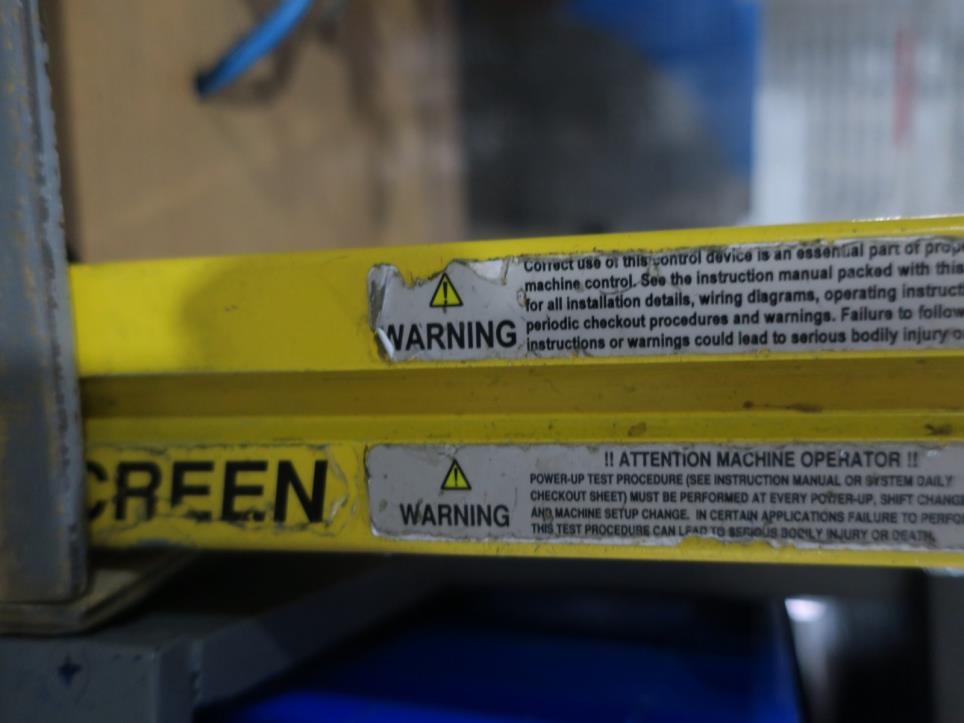 WARNING
Correct use of this control device is an essential part of
machine control. See the instruction manual packed with this
for all installation details, wiring diagrams, operating
periodic checkout procedures and warnings. Failure to follow
instructions or warnings could lead to serious bodily injury
CREEN
WARNING
!! ATTENTION MACHINE OPERATOR !!
POWER-UP TEST PROCEDURE (SEE INSTRUCTION MANUAL OR SYSTEM DAILY
CHECKOUT SHEET) MUST BE PERFORMED AT EVERY POWER-UP, SHIFT CHANGE
AND MACHINE SETUP CHANGE. IN CERTAIN APPLICATIONS FAILURE TO
THIS TEST PROCEDURE CAN LEAD TO SERIOUS BODILY INJURY OR DEATH.